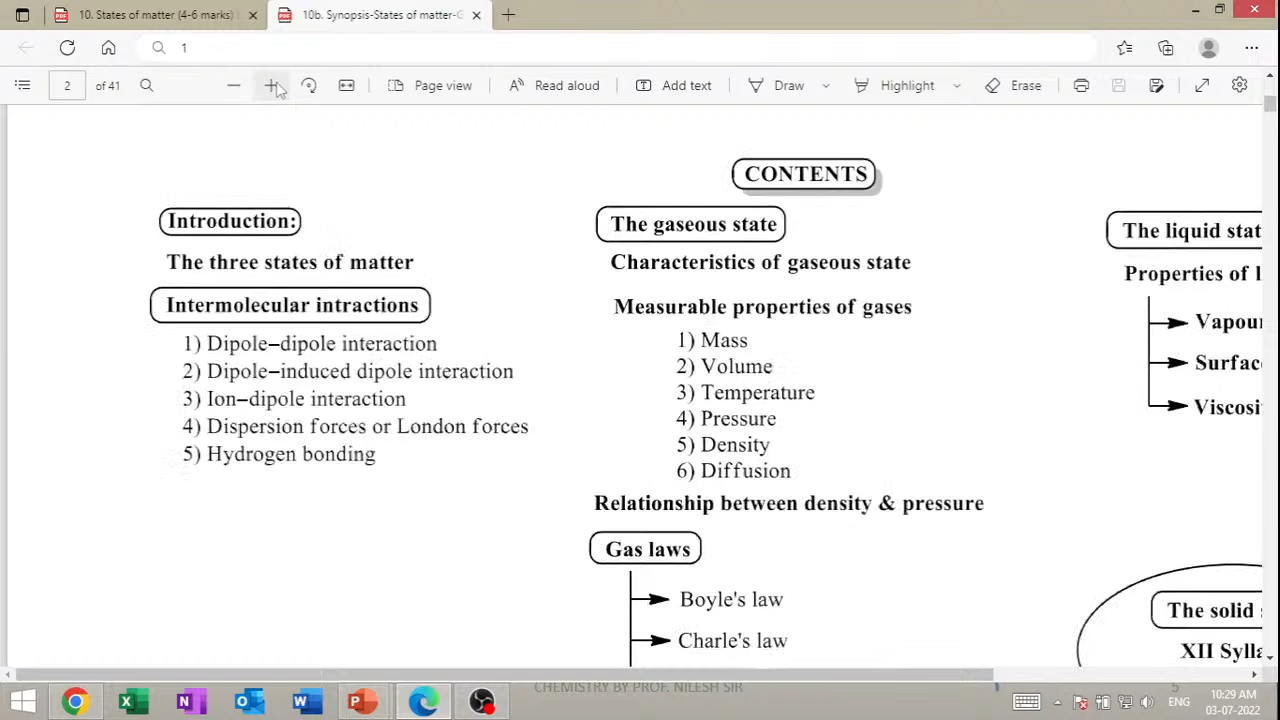 10. States of matter (4-6 marks)
10b. Synopsis-States of matter-G
1
2 of 41
Page view
Read aloud
Add text
Draw
Highlight
Erase
CONTENTS
Introduction:
The three states of matter
Intermolecular intractions
1) Dipole–dipole interaction
2) Dipole–induced dipole interaction
3) Ion–dipole interaction
4) Dispersion forces or London forces
5) Hydrogen bonding
The gaseous state
Characteristics of gaseous state
Measurable properties of gases
1) Mass
2) Volume
3) Temperature
4) Pressure
5) Density
6) Diffusion
Relationship between density & pressure
Gas laws
Boyle's law
Charle's law
The liquid stat
Properties of l
Vapou
Surfac
Viscosi
The solid
XII Sylla
CHEMISTRY BY PROF. NILESH SIR
5
ENG
10:29 AM
03-07-2022